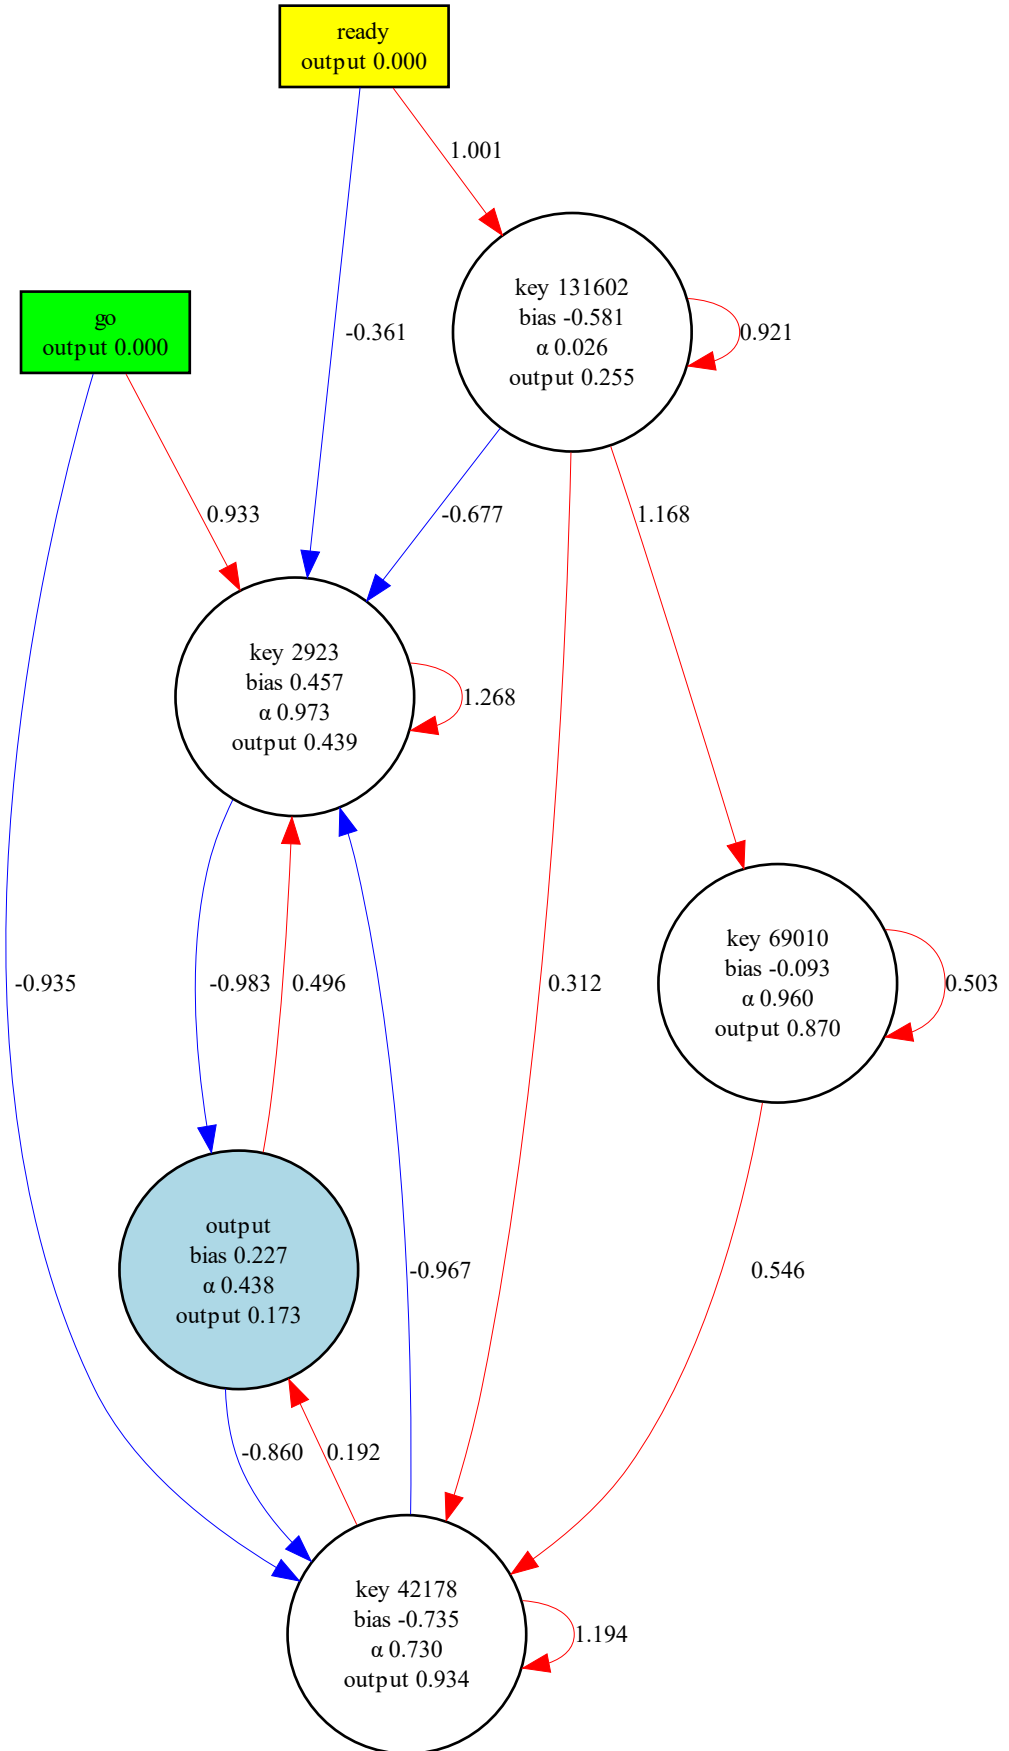 ready
output 0.000
1.001
key 131602
bias -0.581
α 0.026
output 0.255
0.921
go
output 0.000
-0.361
0.933
-0.677
1.168
key 2923
bias 0.457
α 0.973
output 0.439
1.268
key 69010
bias -0.093
α 0.960
output 0.870
0.503
-0.935
-0.983
0.496
0.312
output
bias 0.227
α 0.438
output 0.173
-0.967
0.546
-0.860
0.192
key 42178
bias -0.735
α 0.730
output 0.934
1.194